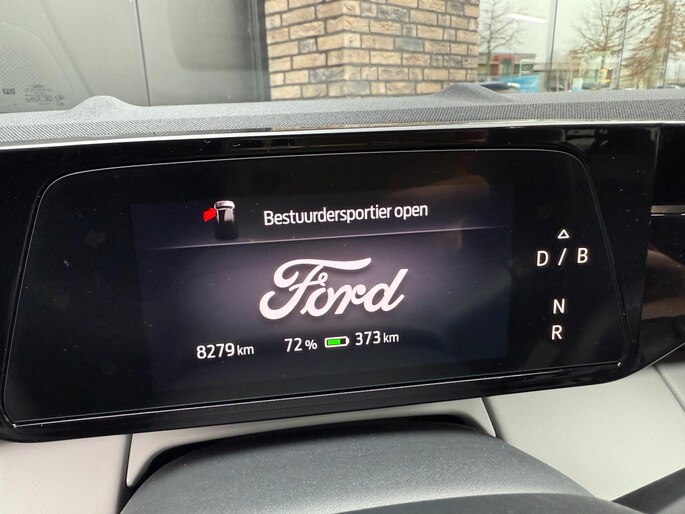 Bestuurdersportier open
Ford
8279 km
72 % 373 km
D / B
N
R